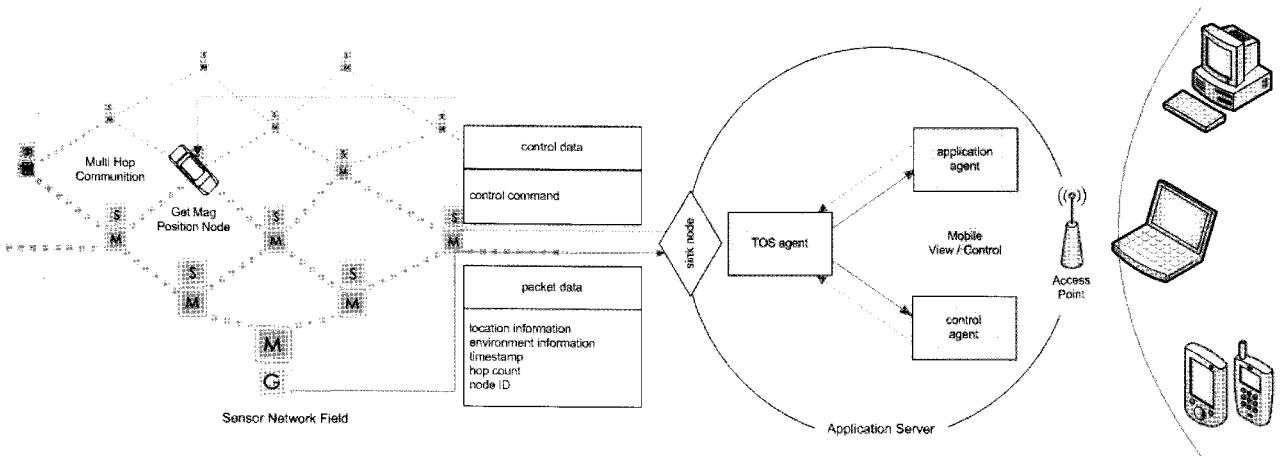 S
M
S
M
S
M
S
M
S
M
S
M
S
M
Multi Hop
Communition
Get Mag
Position Node
S
M
S
M
S
M
S
M
S
M
M
G
Sensor Network Field
control data
control command
packet data
location information
environment information
timestamp
hop count
node ID
sink node
TOS agent
application
agent
Mobile
View / Control
control
agent
Application Server
Access
Point